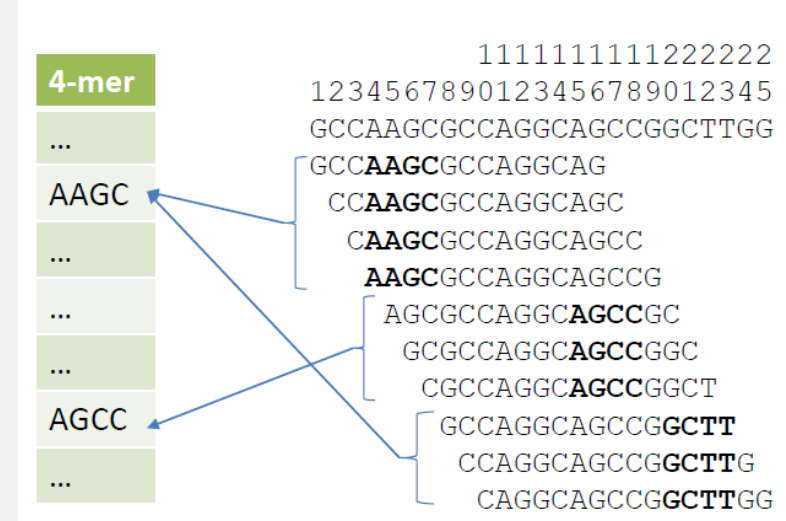 4-mer
...
AAGC
...
...
...
AGCC
...
1111111111222222
1234567890123456789012345
GCCAAGCGCCAGGCAGCCGGCTTGG
GCCAAGCGCCAGGCAG
CCAAGCGCCAGGCAGC
CAAGCGCCAGGCAGCC
AAGCGCCAGGCAGCCG
AGCGCCAGGCAGCCGC
GCGCCAGGCAGCCGGC
CGCCAGGCAGCCGGCT
GCCAGGCAGCCGGCTT
CCAGGCAGCCGGCTTG
CAGGCAGCCGGCTTGG